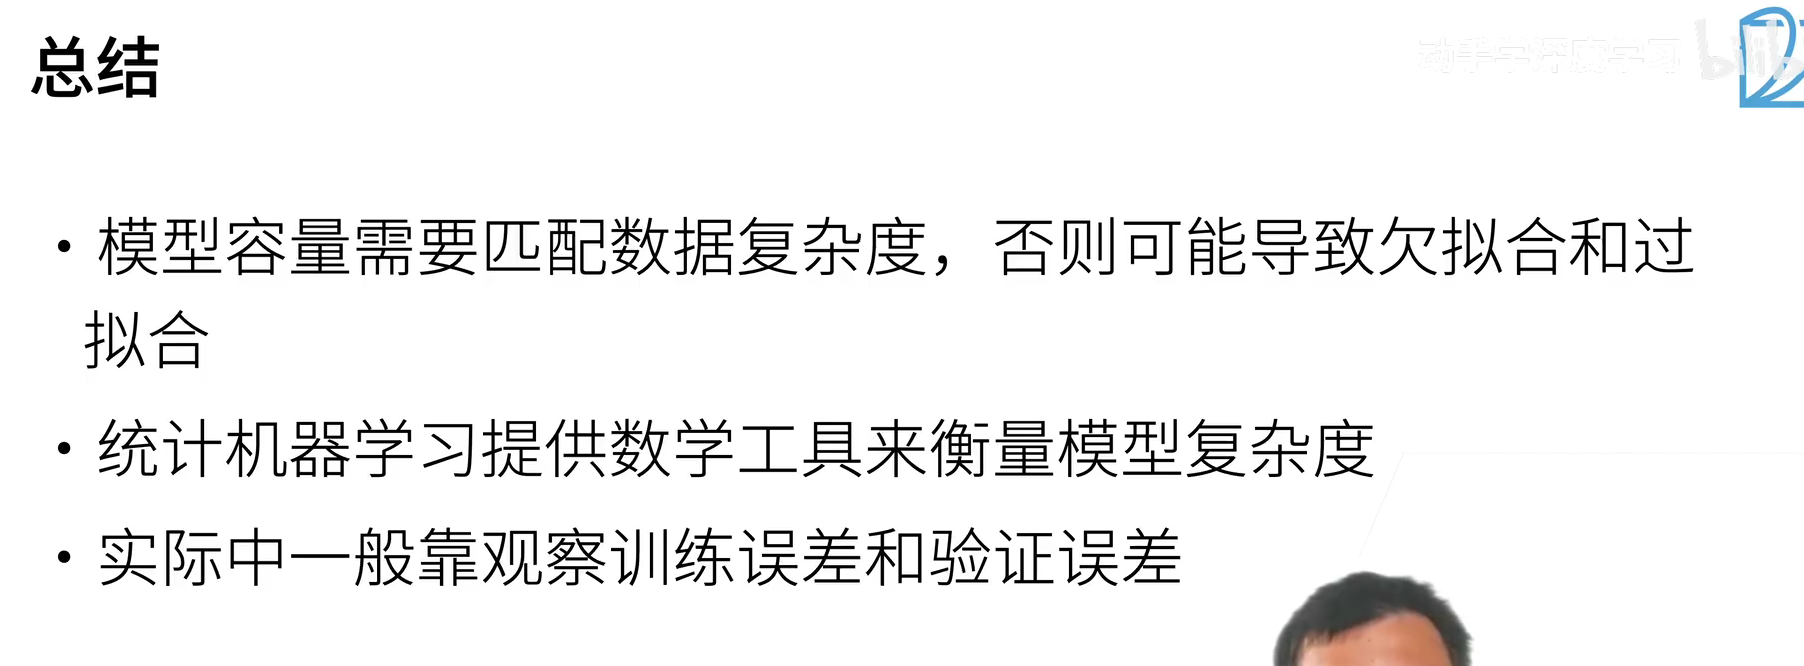 总结
动手学深度学习
• 模型容量需要匹配数据复杂度，否则可能导致欠拟合和过
拟合
• 统计机器学习提供数学工具来衡量模型复杂度
• 实际中一般靠观察训练误差和验证误差